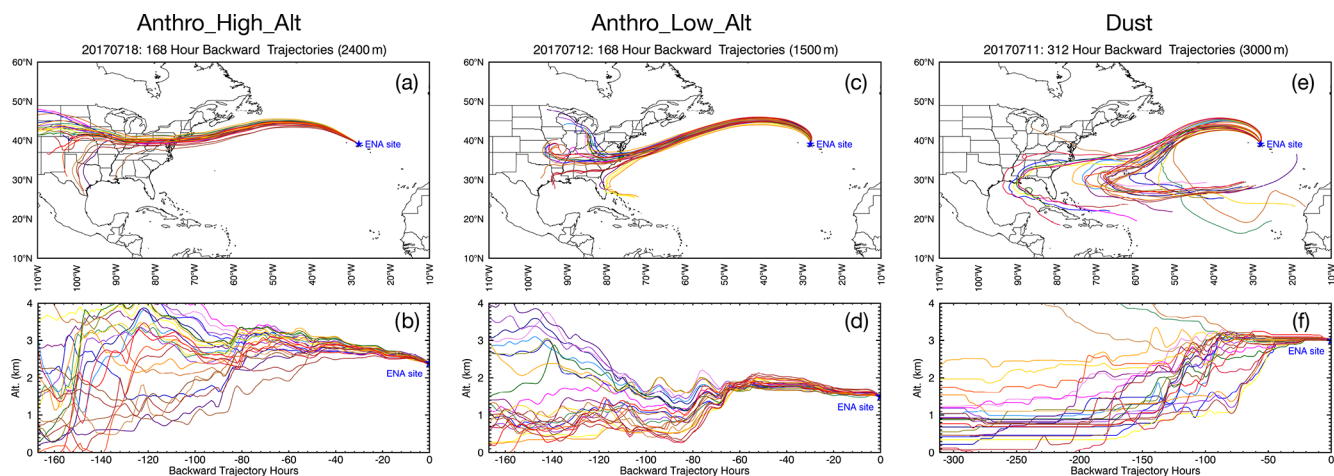 Anthro_High_Alt
20170718: 168 Hour Backward Trajectories (2400 m)
(a)
60°N
50°N
40°N
30°N
20°N
10°N
ENA site
110°W
100°W
90°W
80°W
70°W
60°W
50°W
40°W
30°W
20°W
10°W
(b)
4
3
2
1
0
Alt. (km)
ENA site
-160 -140 -120 -100 -80 -60 -40 -20 0
Backward Trajectory Hours
Anthro_Low_Alt
20170712: 168 Hour Backward Trajectories (1500 m)
(c)
60°N
50°N
40°N
30°N
20°N
10°N
ENA site
110°W
100°W
90°W
80°W
70°W
60°W
50°W
40°W
30°W
20°W
10°W
(d)
4
3
2
1
0
Alt. (km)
ENA site
-160 -140 -120 -100 -80 -60 -40 -20 0
Backward Trajectory Hours
Dust
20170711: 312 Hour Backward Trajectories (3000 m)
(e)
60°N
50°N
40°N
30°N
20°N
10°N
ENA site
110°W
100°W
90°W
80°W
70°W
60°W
50°W
40°W
30°W
20°W
10°W
(f)
4
3
2
1
0
Alt. (km)
ENA site
-300 -250 -200 -150 -100 -50 0
Backward Trajectory Hours